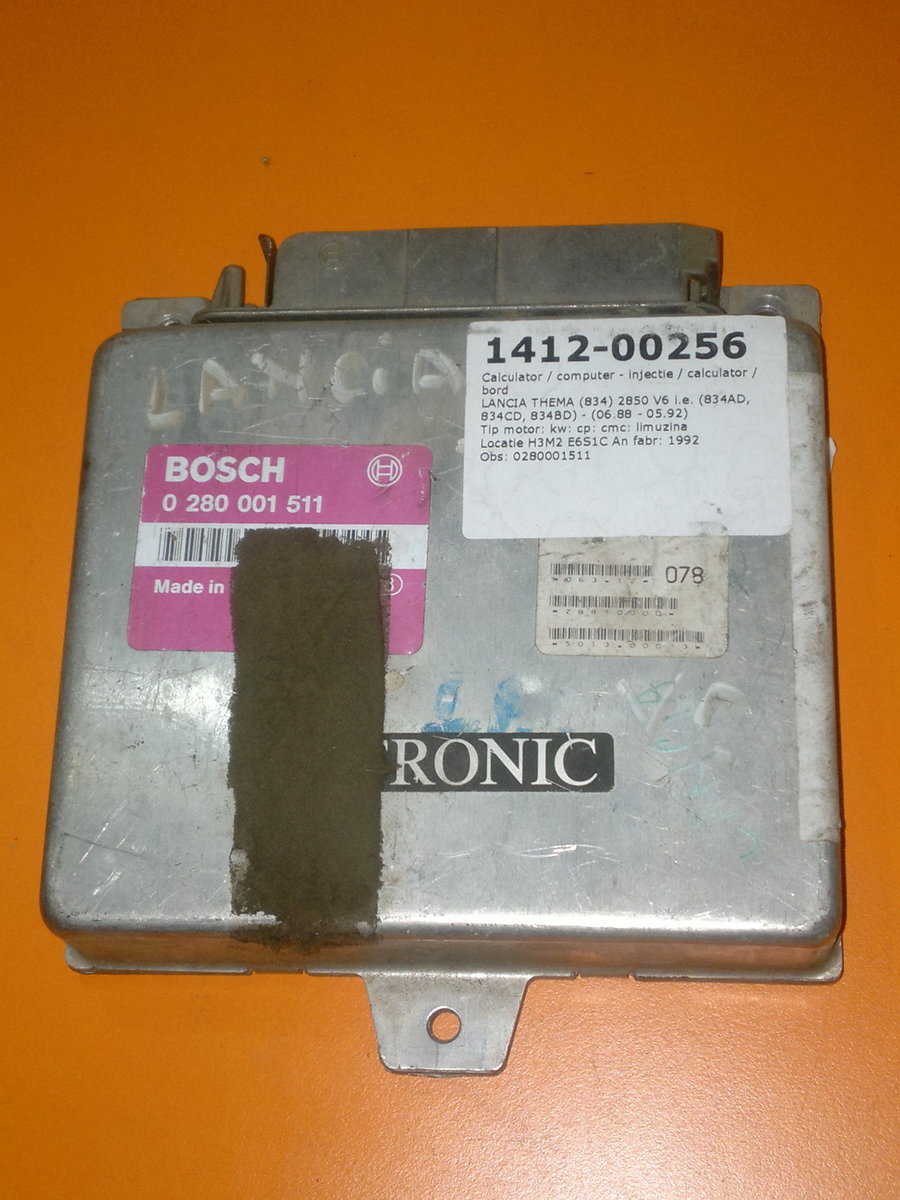 1412-00256
Calculator / computer - injectie / calculator /
bord
LANCIA THEMA (834) 2850 V6 i.e. (834AD,
834CD, 834BD) - (06.88 - 05.92)
Tip motor: kw: cp: cmc: limuzina
Locatie H3M2 E6S1C An fabr: 1992
Obs: 0280001511
LANCIA
BOSCH
0 280 001 511
Made in
078
TRONIC